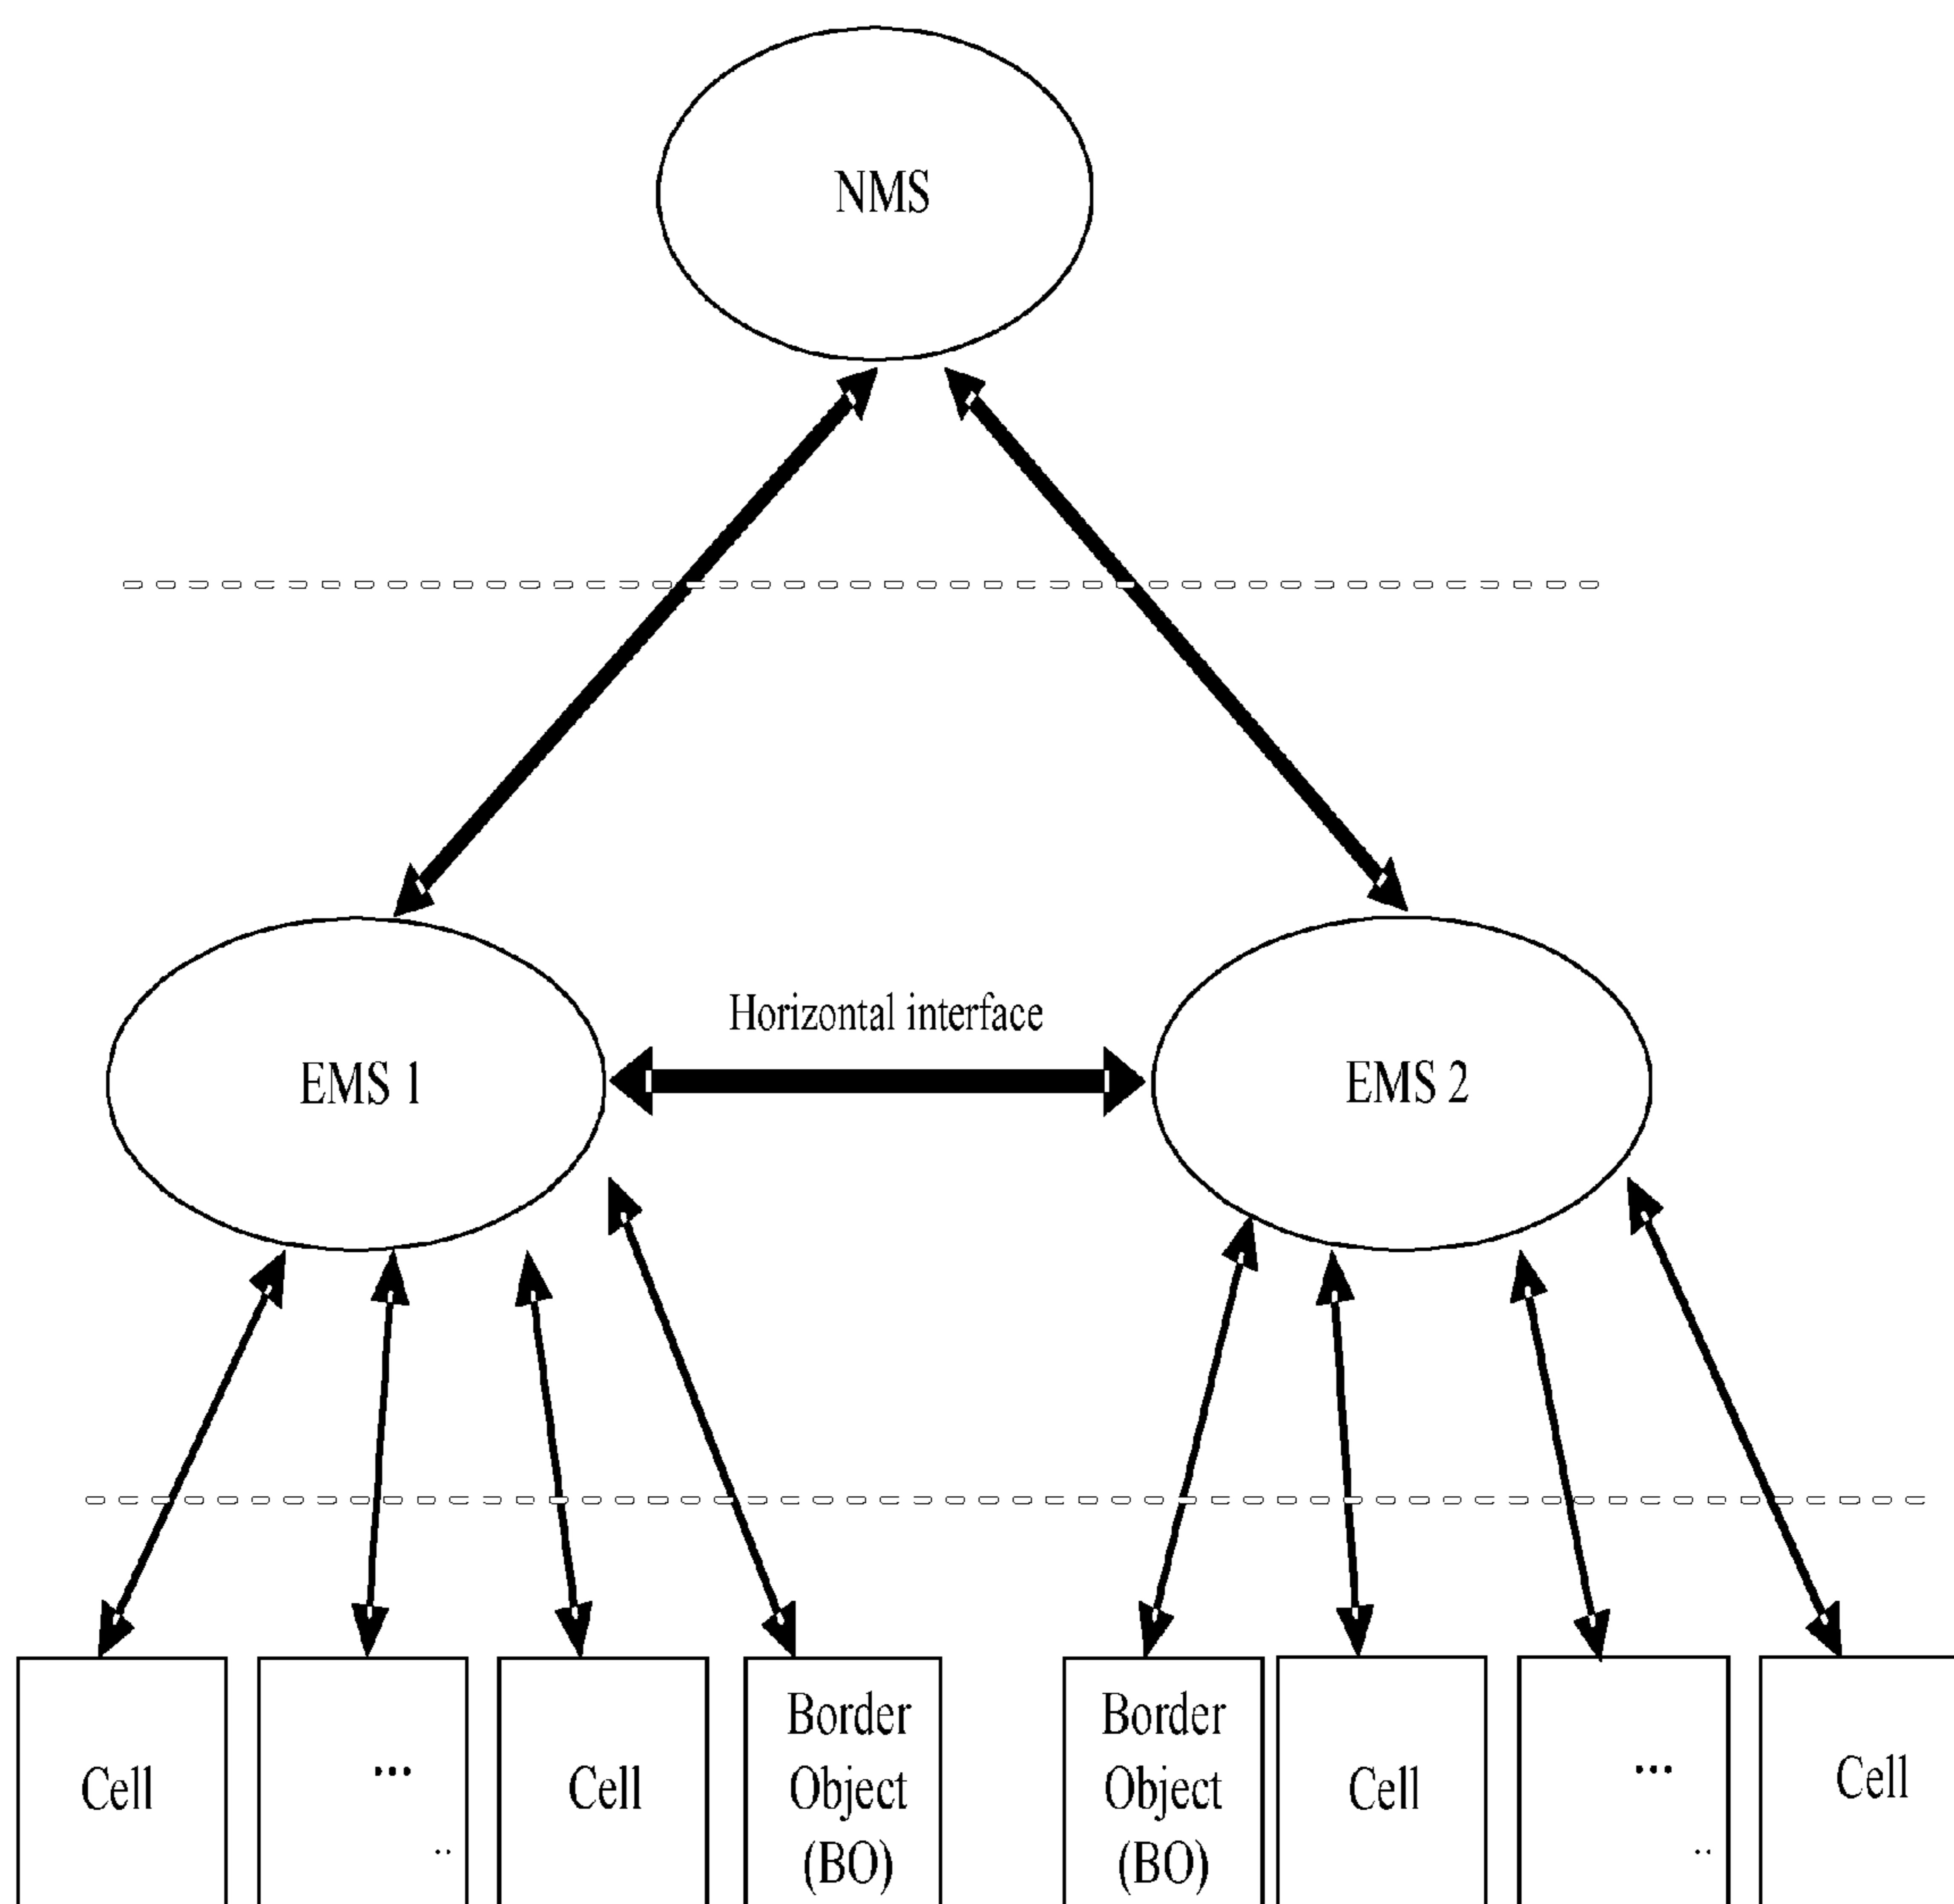 NMS
Horizontal interface
EMS 1
EMS 2
Cell
...
..
Cell
Border
Object
(BO)
Border
Object
(BO)
Cell
...
..
Cell